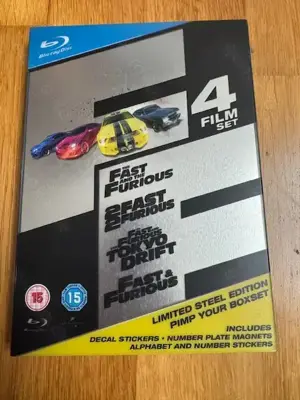 Blu-ray Disc
4
FILM
SET
THE
FAST
AND THE
FURIOUS
2 FAST
2 FURIOUS
THE
FAST
AND THE
FURIOUS
TOKYO
DRIFT
FAST &
FURIOUS
15
15
LIMITED STEEL EDITION
PIMP YOUR BOXSET
INCLUDES
DECAL STICKERS • NUMBER PLATE MAGNETS
ALPHABET AND NUMBER STICKERS